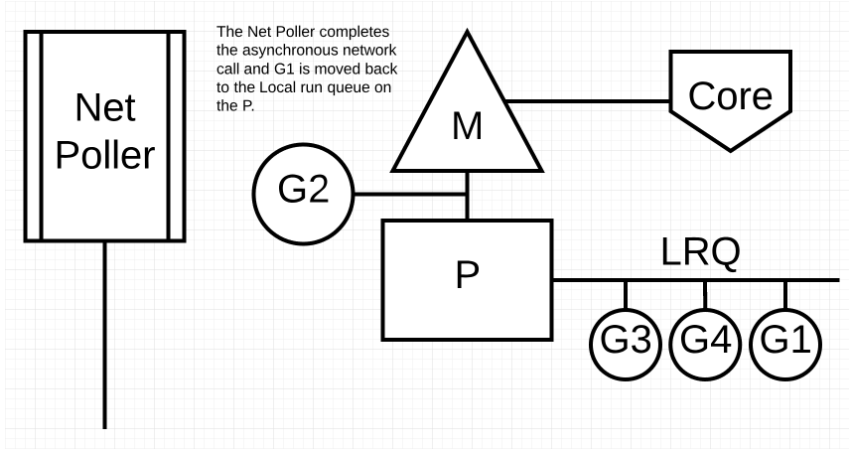 Net
Poller
The Net Poller completes
the asynchronous network
call and G1 is moved back
to the Local run queue on
the P.
M
Core
G2
P
LRQ
G3
G4
G1